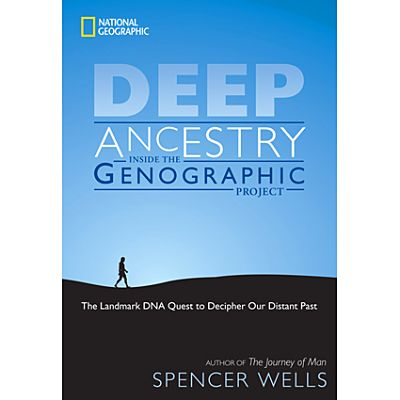 NATIONAL
GEOGRAPHIC
DEEP
ANCESTRY
INSIDE THE
GENOGRAPHIC
PROJECT
The Landmark DNA Quest to Decipher Our Distant Past
AUTHOR OF The Journey of Man
SPENCER WELLS